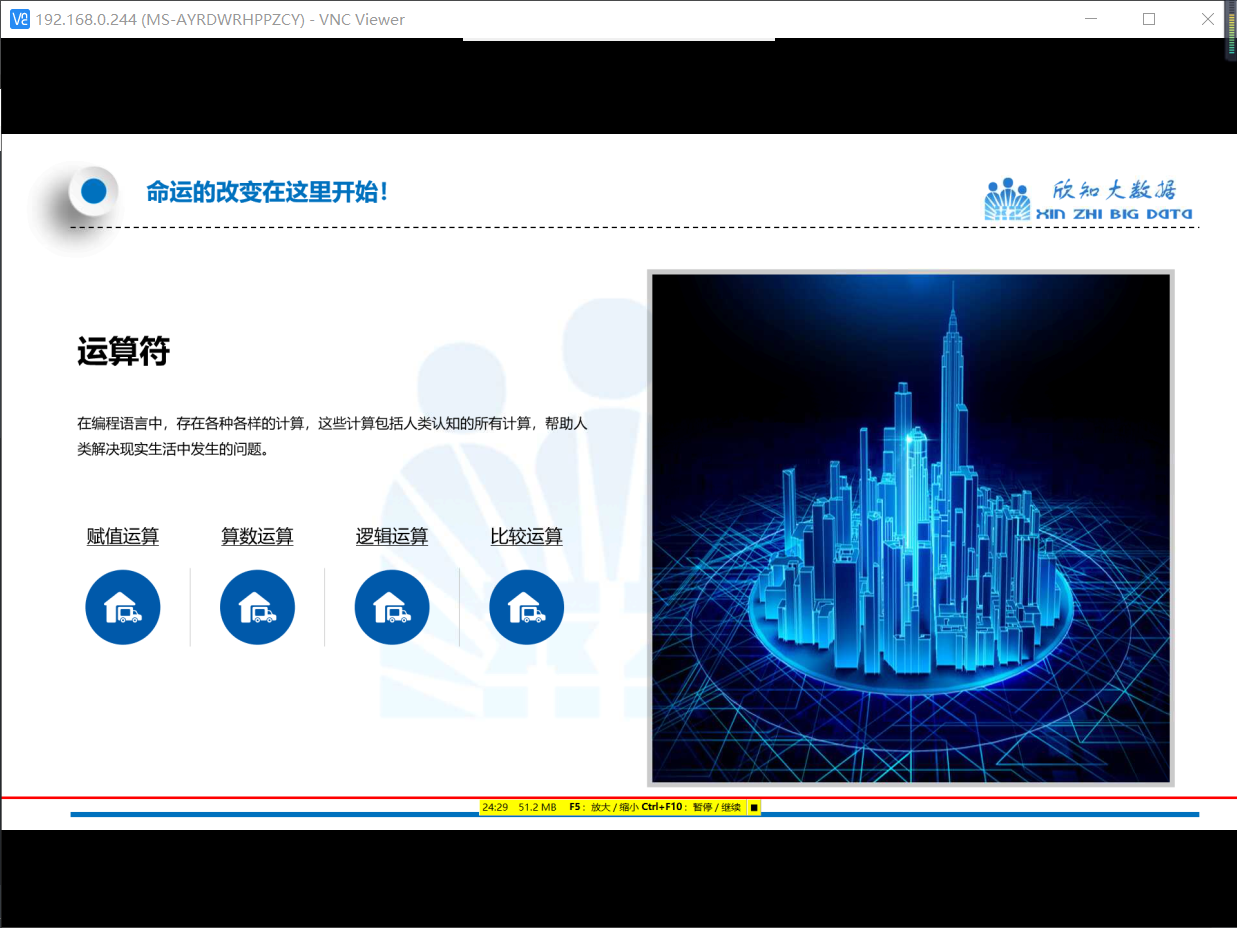 V2 192.168.0.244 (MS-AYRDWRHPPZCY) - VNC Viewer
命运的改变在这里开始！
欣知大数据
XIN ZHI BIG DATA
运算符
在编程语言中，存在各种各样的计算，这些计算包括人类认知的所有计算，帮助人
类解决现实生活中发生的问题。
赋值运算 算数运算 逻辑运算 比较运算
24:29 51.2 MB F5：放大 / 缩小 Ctrl+F10：暂停 / 继续